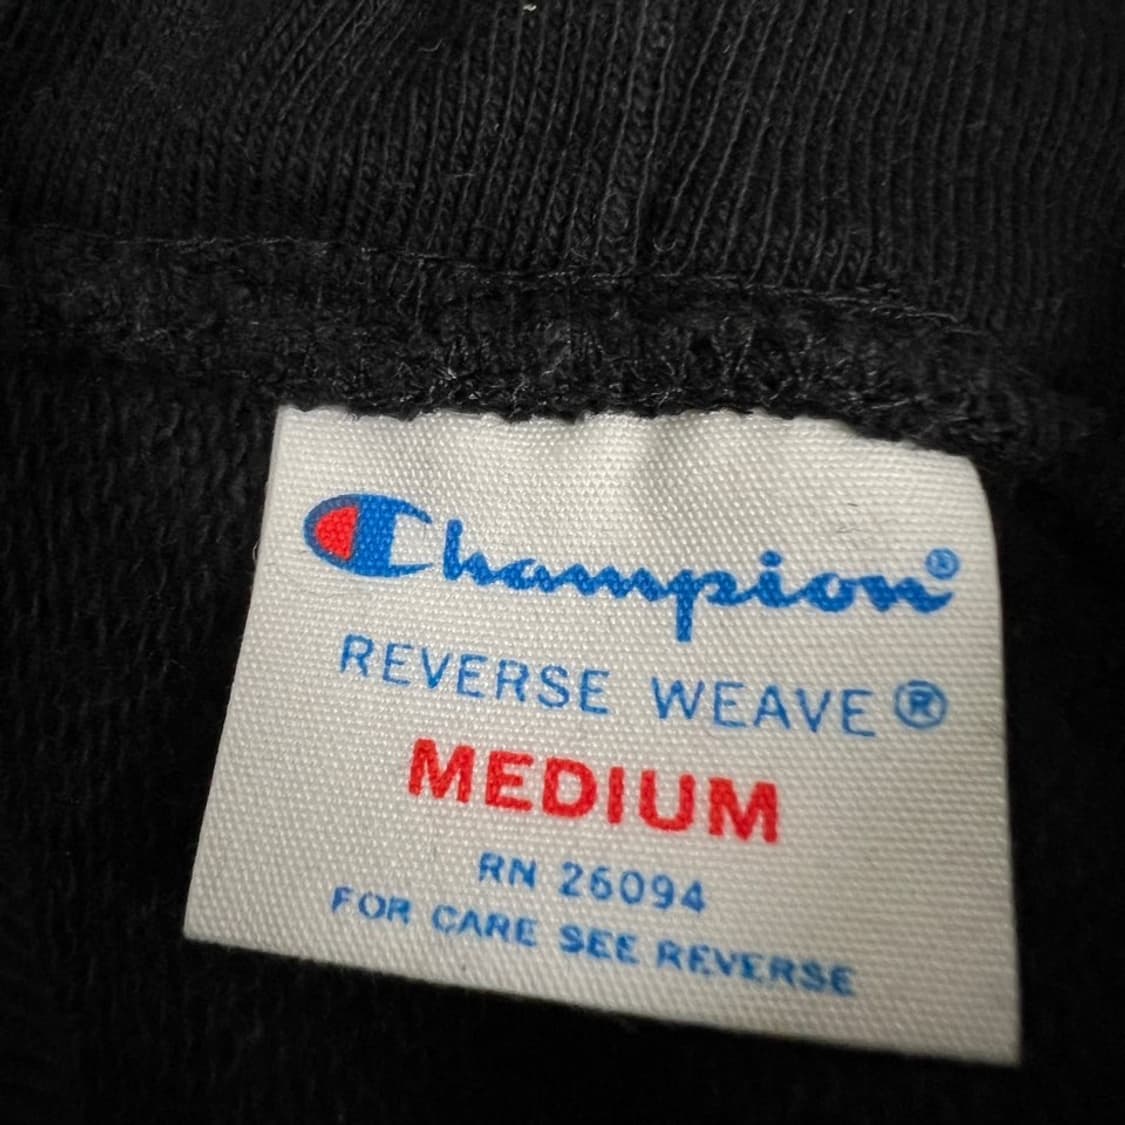 Champion®
REVERSE WEAVE®
MEDIUM
RN 26094
FOR CARE SEE REVERSE